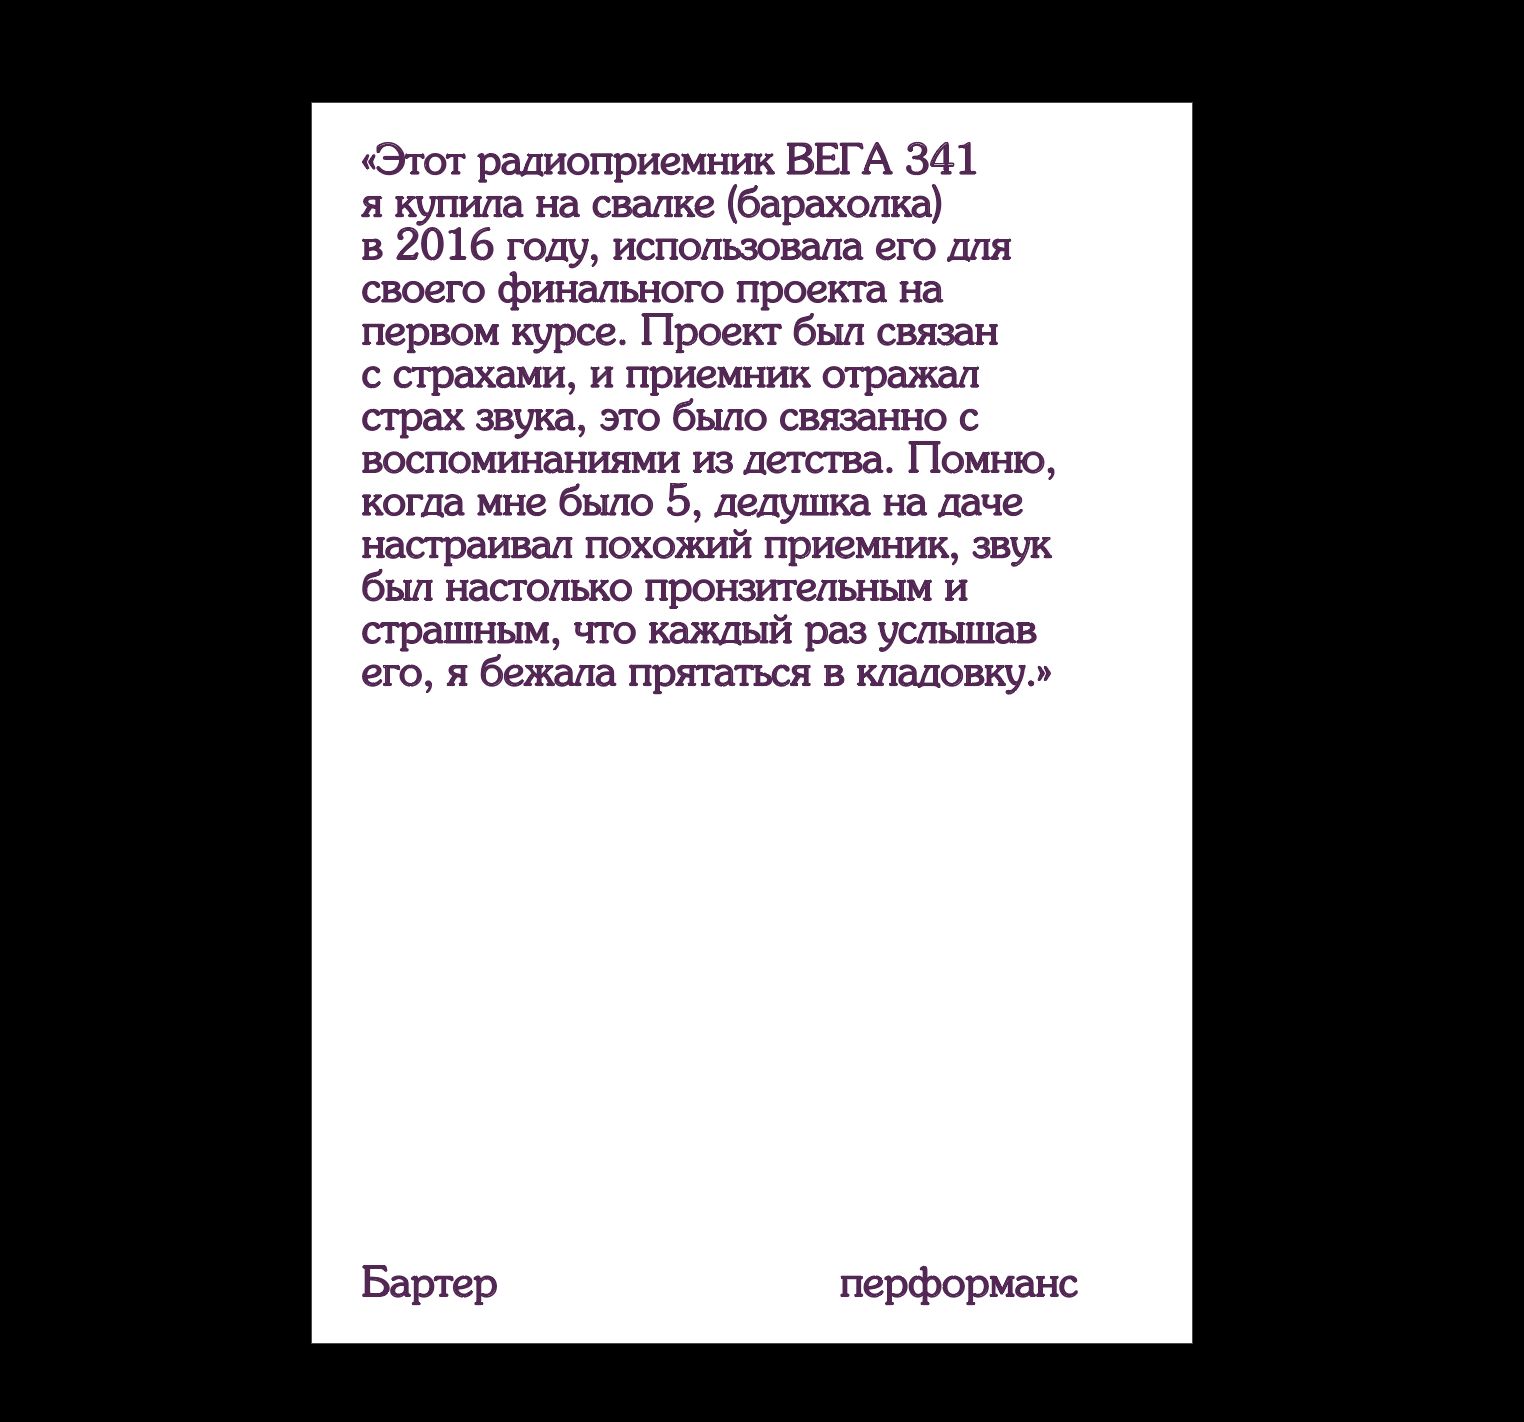 «Этот радиоприемник ВЕГА 341
я купила на свалке (барахолка)
в 2016 году, использовала его для
своего финального проекта на
первом курсе. Проект был связан
с страхами, и приемник отражал
страх звука, это было связанно с
воспоминаниями из детства. Помню,
когда мне было 5, дедушка на даче
настраивал похожий приемник, звук
был настолько пронзительным и
страшным, что каждый раз услышав
его, я бежала прятаться в кладовку.»
Бартер перформанс